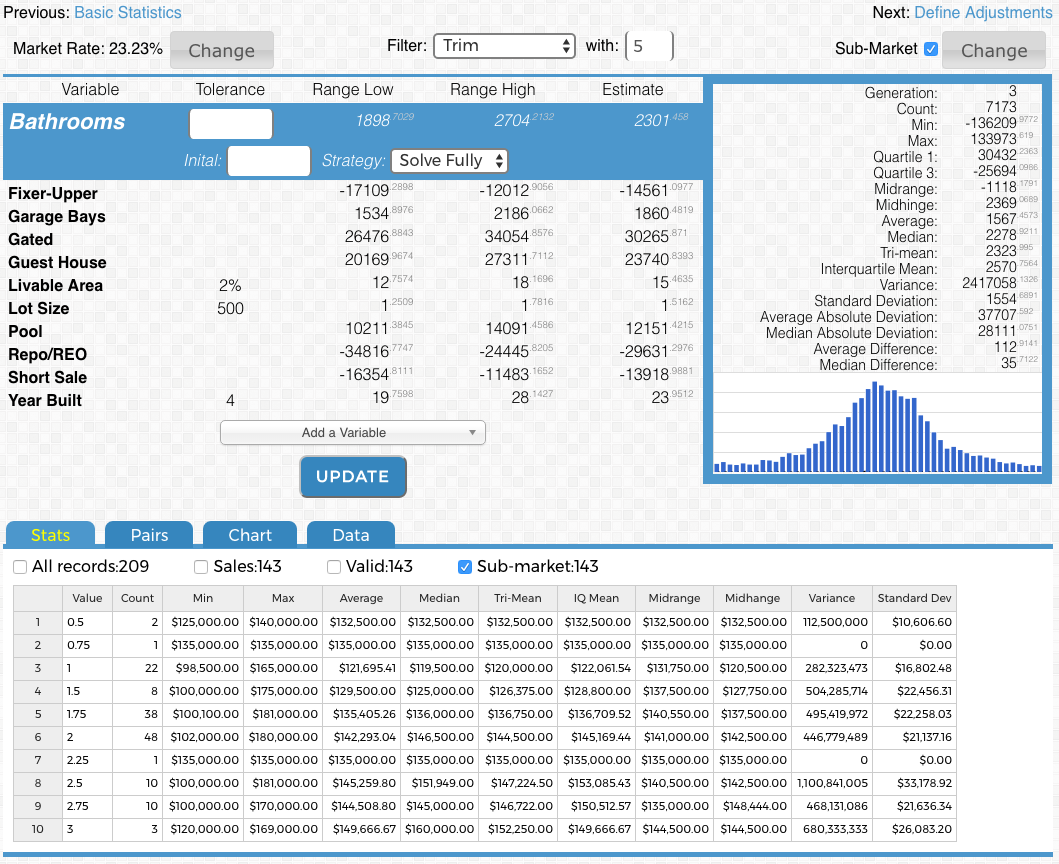 Previous: Basic Statistics Next: Define Adjustments
Market Rate: 23.23% Change Filter: Trim with: 5 Sub-Market Change
Variable Tolerance Range Low Range High Estimate
Bathrooms 1898.7029 2704.2132 2301.458
Inital: Strategy: Solve Fully
Fixer-Upper -17109.2898 -12012.9056 -14561.0977
Garage Bays 1534.8976 2186.0662 1860.4819
Gated 26476.8843 34054.8576 30265.871
Guest House 20169.9674 27311.7112 23740.8393
Livable Area 2% 12.7574 18.1696 15.4635
Lot Size 500 1.2509 1.7816 1.5162
Pool 10211.3845 14091.4586 12151.4215
Repo/REO -34816.7747 -24445.8205 -29631.2976
Short Sale -16354.8111 -11483.1652 -13918.9881
Year Built 4 19.7598 28.1427 23.9512
Add a Variable
UPDATE
Generation: 3
Count: 7173
Min: -136209.9772
Max: 133973.619
Quartile 1: 30432.2363
Quartile 3: -25694.0986
Midrange: -1118.1791
Midhinge: 2369.0689
Average: 1567.4573
Median: 2278.9211
Tri-mean: 2323.995
Interquartile Mean: 2570.7564
Variance: 2417058.1326
Standard Deviation: 1554.6891
Average Absolute Deviation: 37707.592
Median Absolute Deviation: 28111.0751
Average Difference: 112.9141
Median Difference: 35.7122
Stats Pairs Chart Data
All records:209 Sales:143 Valid:143 Sub-market:143
Value Count Min Max Average Median Tri-Mean IQ Mean Midrange Midhange Variance Standard Dev
1 0.5 2 $125,000.00 $140,000.00 $132,500.00 $132,500.00 $132,500.00 $132,500.00 $132,500.00 $132,500.00 112,500,000 $10,606.60
2 0.75 1 $135,000.00 $135,000.00 $135,000.00 $135,000.00 $135,000.00 $135,000.00 $135,000.00 $135,000.00 0 $0.00
3 1 22 $98,500.00 $165,000.00 $121,695.41 $119,500.00 $120,000.00 $122,061.54 $131,750.00 $120,500.00 282,323,473 $16,802.48
4 1.5 8 $100,000.00 $175,000.00 $129,500.00 $125,000.00 $126,375.00 $128,800.00 $137,500.00 $127,750.00 504,285,714 $22,456.31
5 1.75 38 $100,100.00 $181,000.00 $135,405.26 $136,000.00 $136,750.00 $136,709.52 $140,550.00 $137,500.00 495,419,972 $22,258.03
6 2 48 $102,000.00 $180,000.00 $142,293.04 $146,500.00 $144,500.00 $145,169.44 $141,000.00 $142,500.00 446,779,489 $21,137.16
7 2.25 1 $135,000.00 $135,000.00 $135,000.00 $135,000.00 $135,000.00 $135,000.00 $135,000.00 $135,000.00 0 $0.00
8 2.5 10 $100,000.00 $181,000.00 $145,259.80 $151,949.00 $147,224.50 $153,085.43 $140,500.00 $142,500.00 1,100,841,005 $33,178.92
9 2.75 10 $100,000.00 $170,000.00 $144,508.80 $145,000.00 $146,722.00 $150,512.57 $135,000.00 $148,444.00 468,131,086 $21,636.34
10 3 3 $120,000.00 $169,000.00 $149,666.67 $160,000.00 $152,250.00 $149,666.67 $144,500.00 $144,500.00 680,333,333 $26,083.20